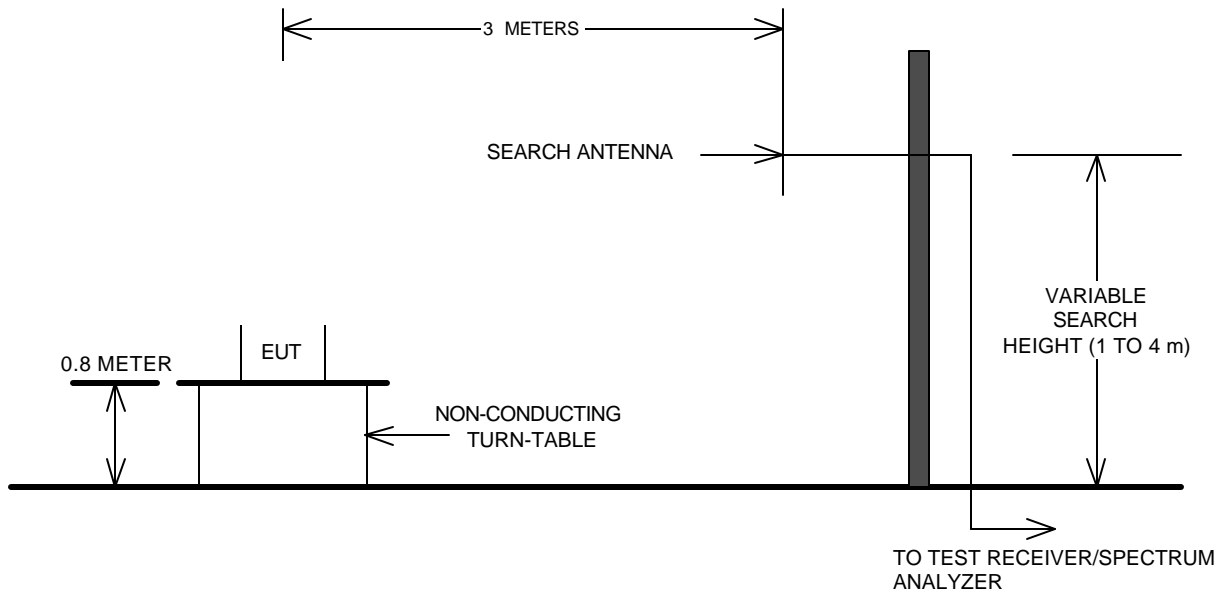 3 METERS
SEARCH ANTENNA
VARIABLE
SEARCH
HEIGHT (1 TO 4 m)
EUT
0.8 METER
NON-CONDUCTING
TURN-TABLE
TO TEST RECEIVER/SPECTRUM
ANALYZER